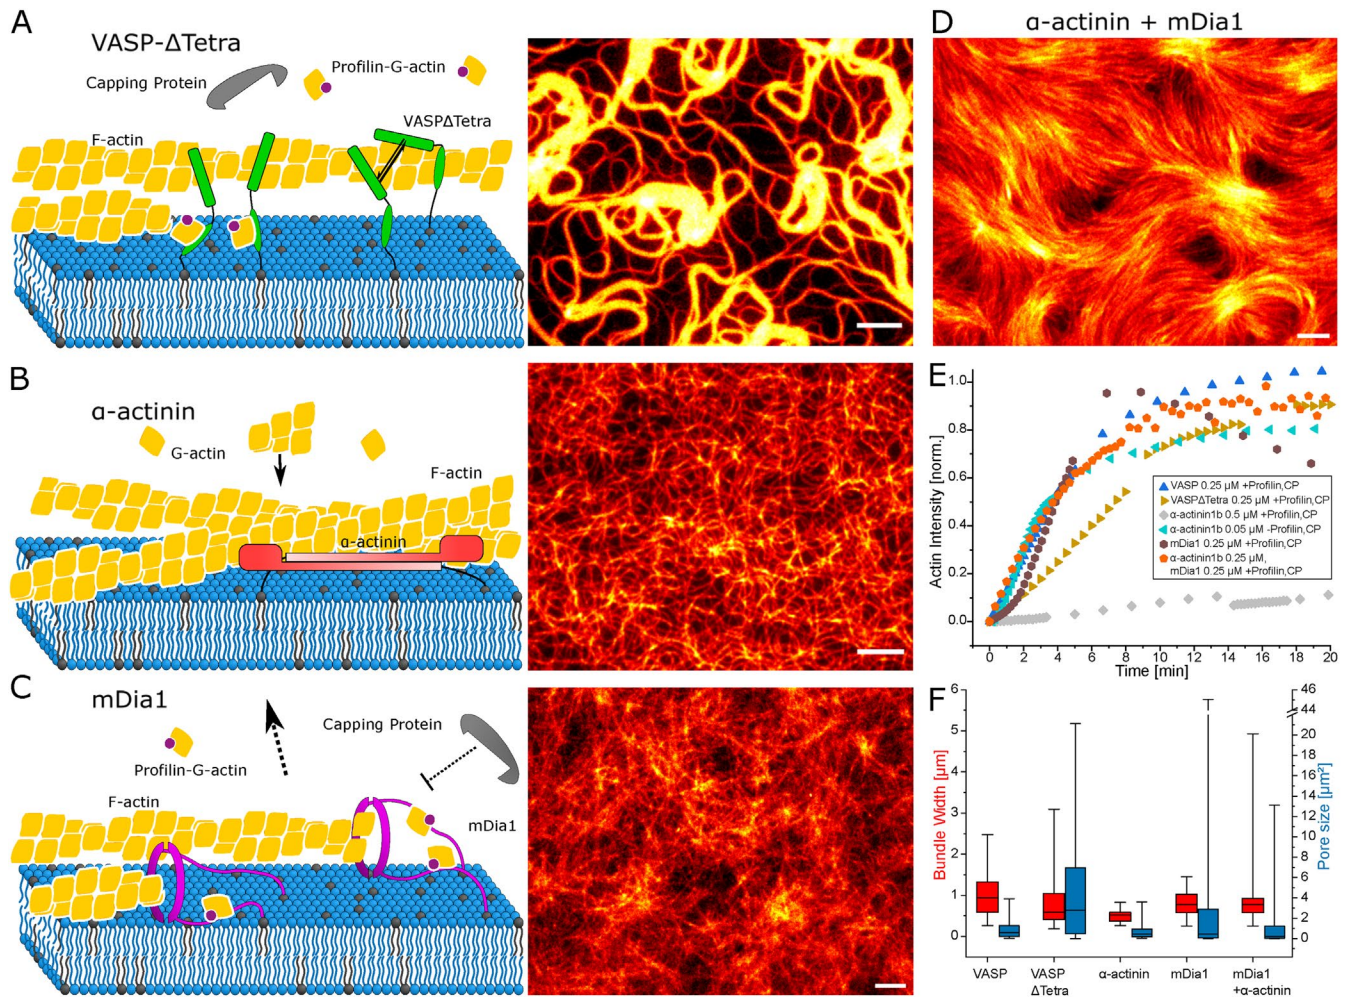 A
VASP-ΔTetra
Capping Protein
Profilin-G-actin
F-actin
VASPΔTetra
B
α-actinin
G-actin
F-actin
α-actinin
C
mDia1
Capping Protein
Profilin-G-actin
F-actin
mDia1
D
α-actinin + mDia1
E
Actin Intensity [norm.]
1.0
0.8
0.6
0.4
0.2
0.0
0 2 4 6 8 10 12 14 16 18 20
Time [min]
VASP 0.25 µM +Profilin,CP
VASPΔTetra 0.25 µM +Profilin,CP
α-actinin1b 0.5 µM +Profilin,CP
α-actinin1b 0.05 µM -Profilin,CP
mDia1 0.25 µM +Profilin,CP
α-actinin1b 0.25 µM,
mDia1 0.25 µM +Profilin,CP
F
Bundle Width [µm]
6
5
4
3
2
1
0
46
44
20
18
16
14
12
10
8
6
4
2
0
Pore size [µm²]
VASP
VASP
ΔTetra
α-actinin
mDia1
mDia1
+α-actinin